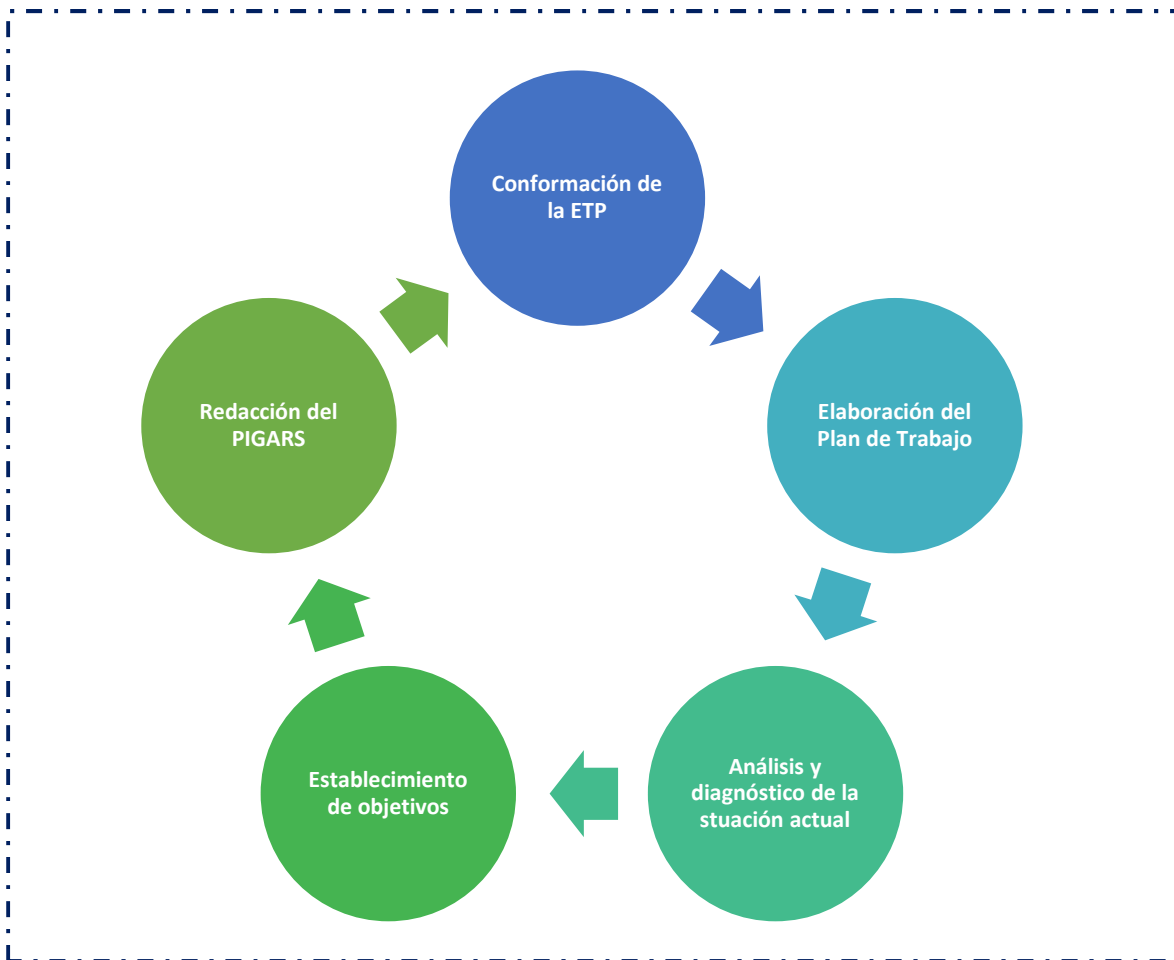 Conformación de
la ETP
Elaboración del
Plan de Trabajo
Análisis y
diagnóstico de la
stuación actual
Establecimiento
de objetivos
Redacción del
PIGARS